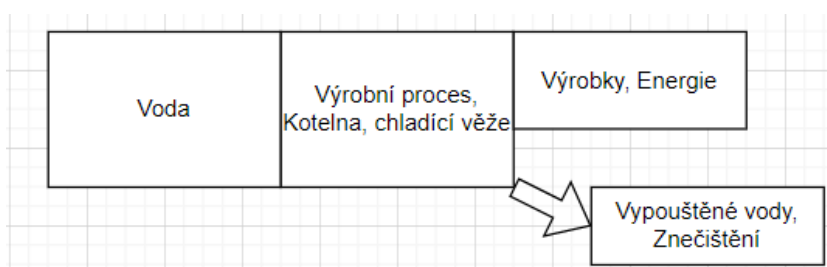 Voda
Výrobní proces,
Kotelna, chladící věže
Výrobky, Energie
Vypouštěné vody,
Znečištění